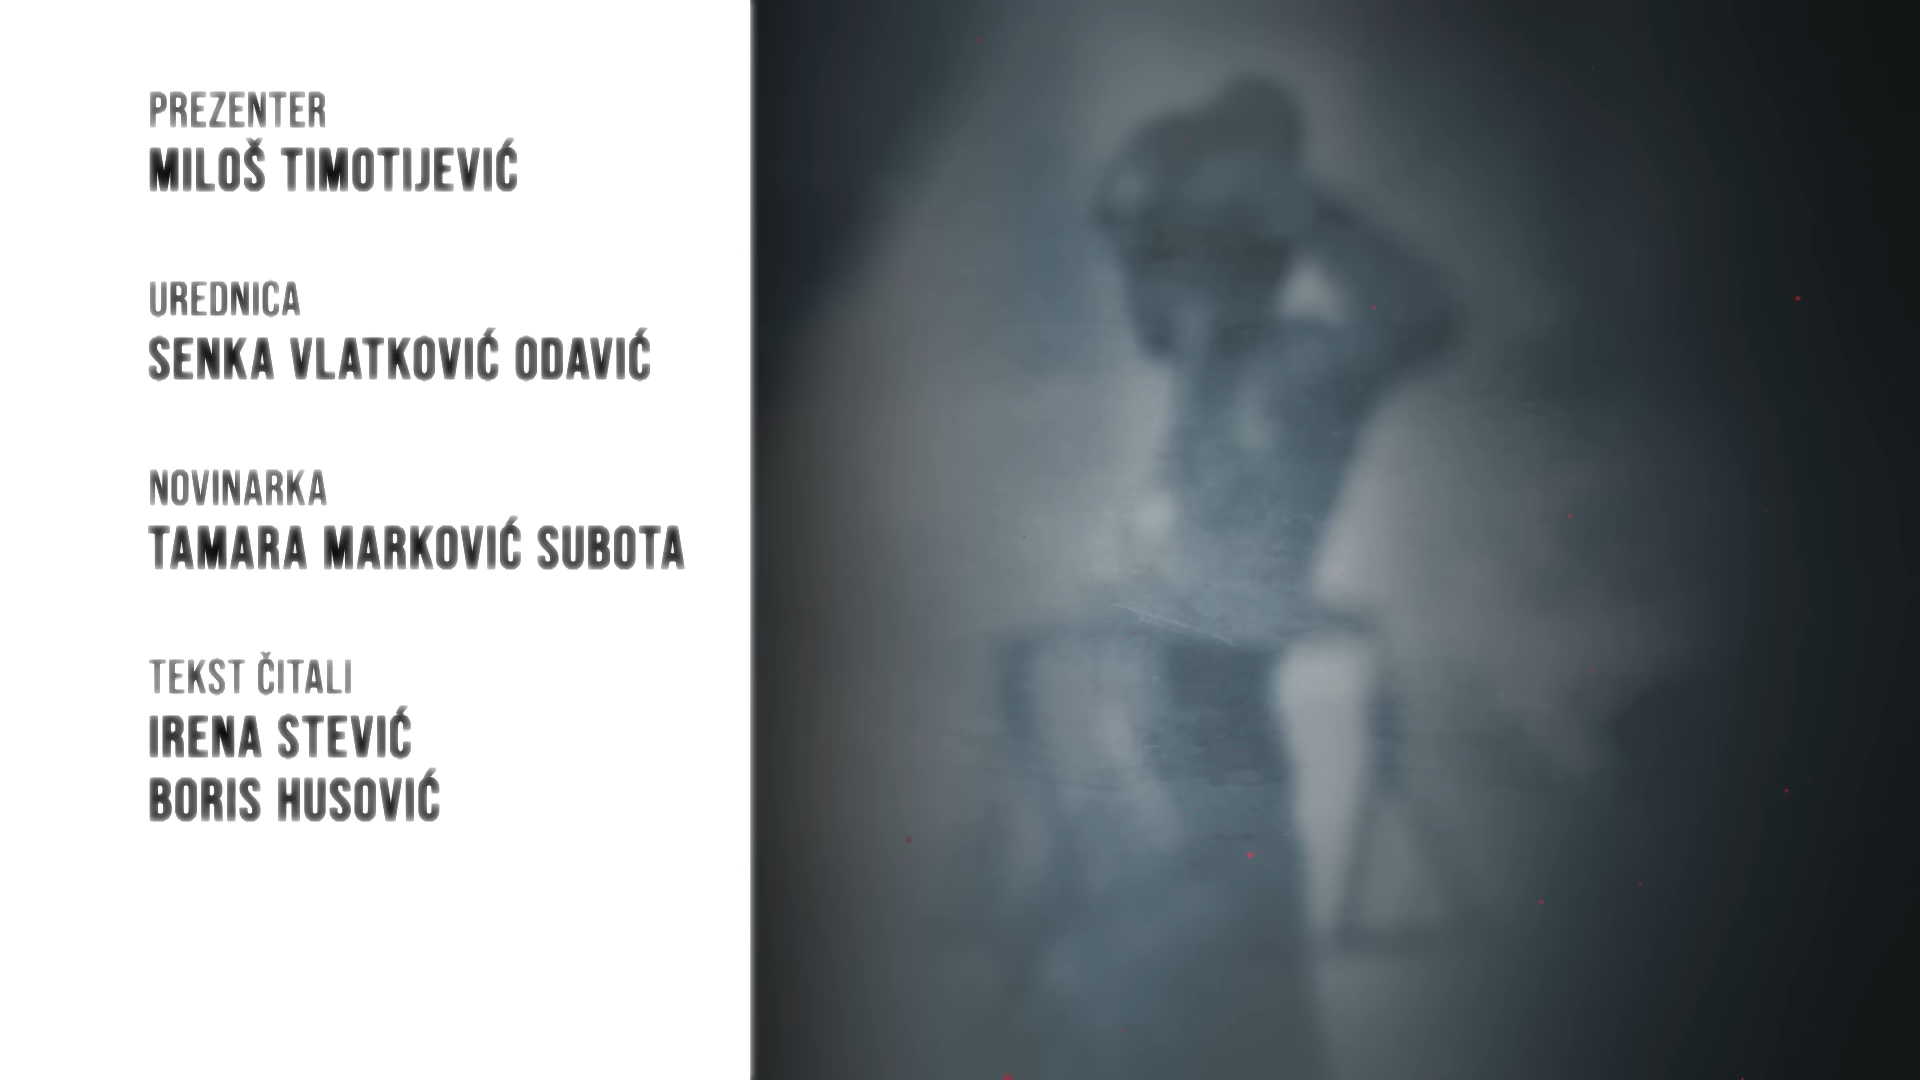 PREZENTER
MILOŠ TIMOTIJEVIĆ
UREDNICA
SENKA VLATKOVIĆ ODAVIĆ
NOVINARKA
TAMARA MARKOVIĆ SUBOTA
TEKST ČITALI
IRENA STEVIĆ
BORIS HUSOVIĆ